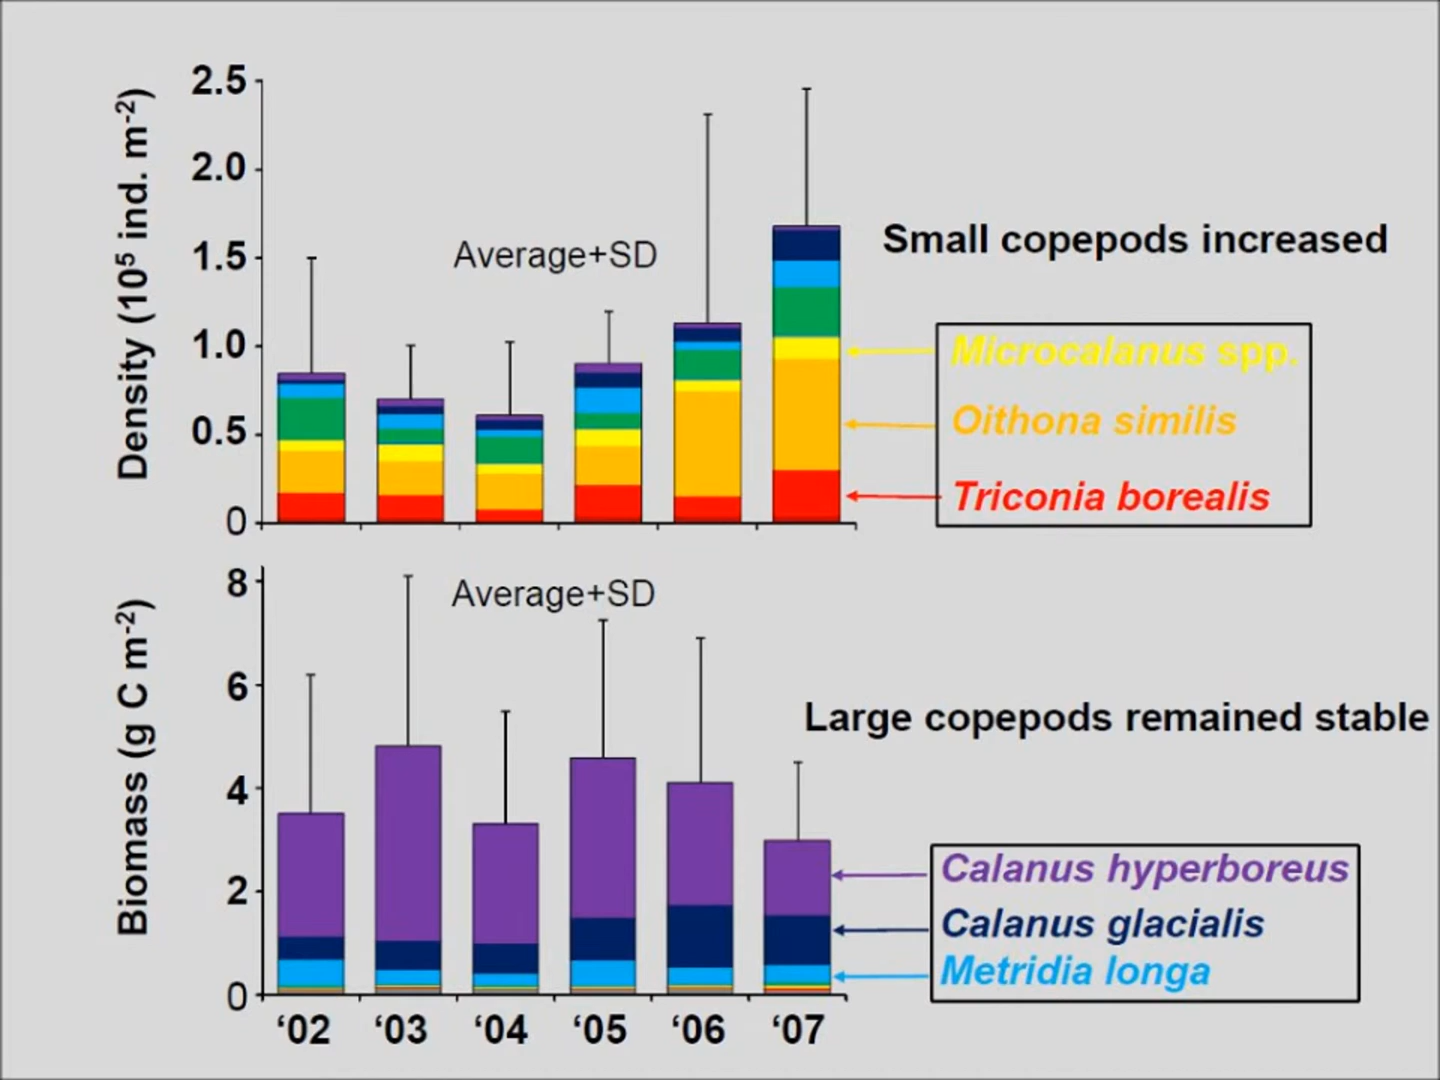 2.5
2.0
1.5
1.0
0.5
0
Density (10⁵ ind. m⁻²)
Average+SD
Small copepods increased
Microcalanus spp.
Oithona similis
Triconia borealis
8
6
4
2
0
Biomass (g C m⁻²)
Average+SD
Large copepods remained stable
Calanus hyperboreus
Calanus glacialis
Metridia longa
‘02 ‘03 ‘04 ‘05 ‘06 ‘07